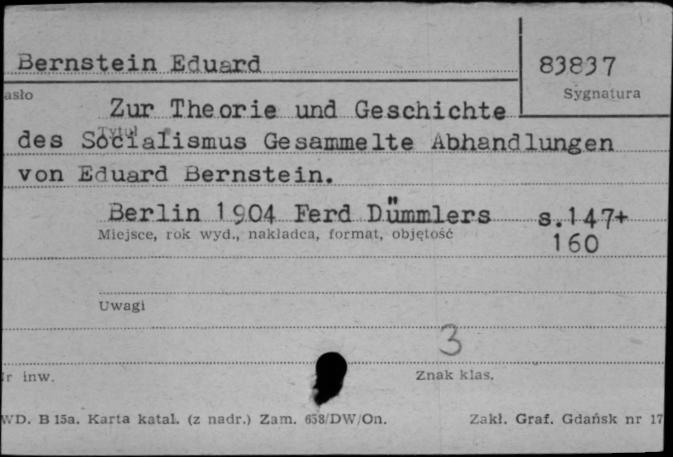 Bernstein Eduard
83837
asło
Sygnatura
Zur Theorie und Geschichte
Tytuł
des Socialismus Gesammelte Abhandlungen
von Eduard Bernstein.
Berlin 1904 Ferd Dümmlers s.147+
Miejsce, rok wyd., nakładca, format, objętość
160
Uwagi
3
r inw.
Znak klas.
WD. B 15a. Karta katal. (z nadr.) Zam. 658/DW/On.
Zakł. Graf. Gdańsk nr 17